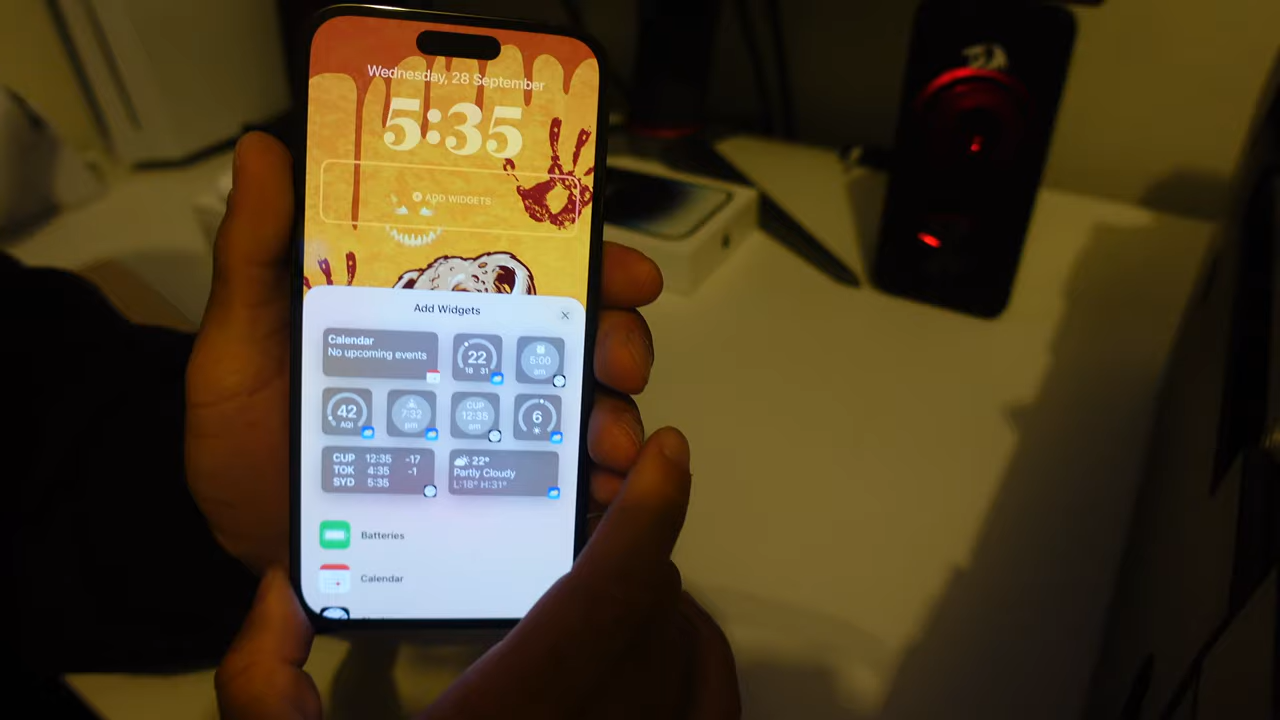 Wednesday, 28 September
5:35
ADD WIDGETS
Add Widgets
Calendar
No upcoming events
22
18 31
5:00
am
42
AQI
7:32
pm
CUP
12:35
am
6
CUP 12:35 -17
TOK 4:35 -1
SYD 5:35
22°
Partly Cloudy
L:18° H:31°
Batteries
Calendar